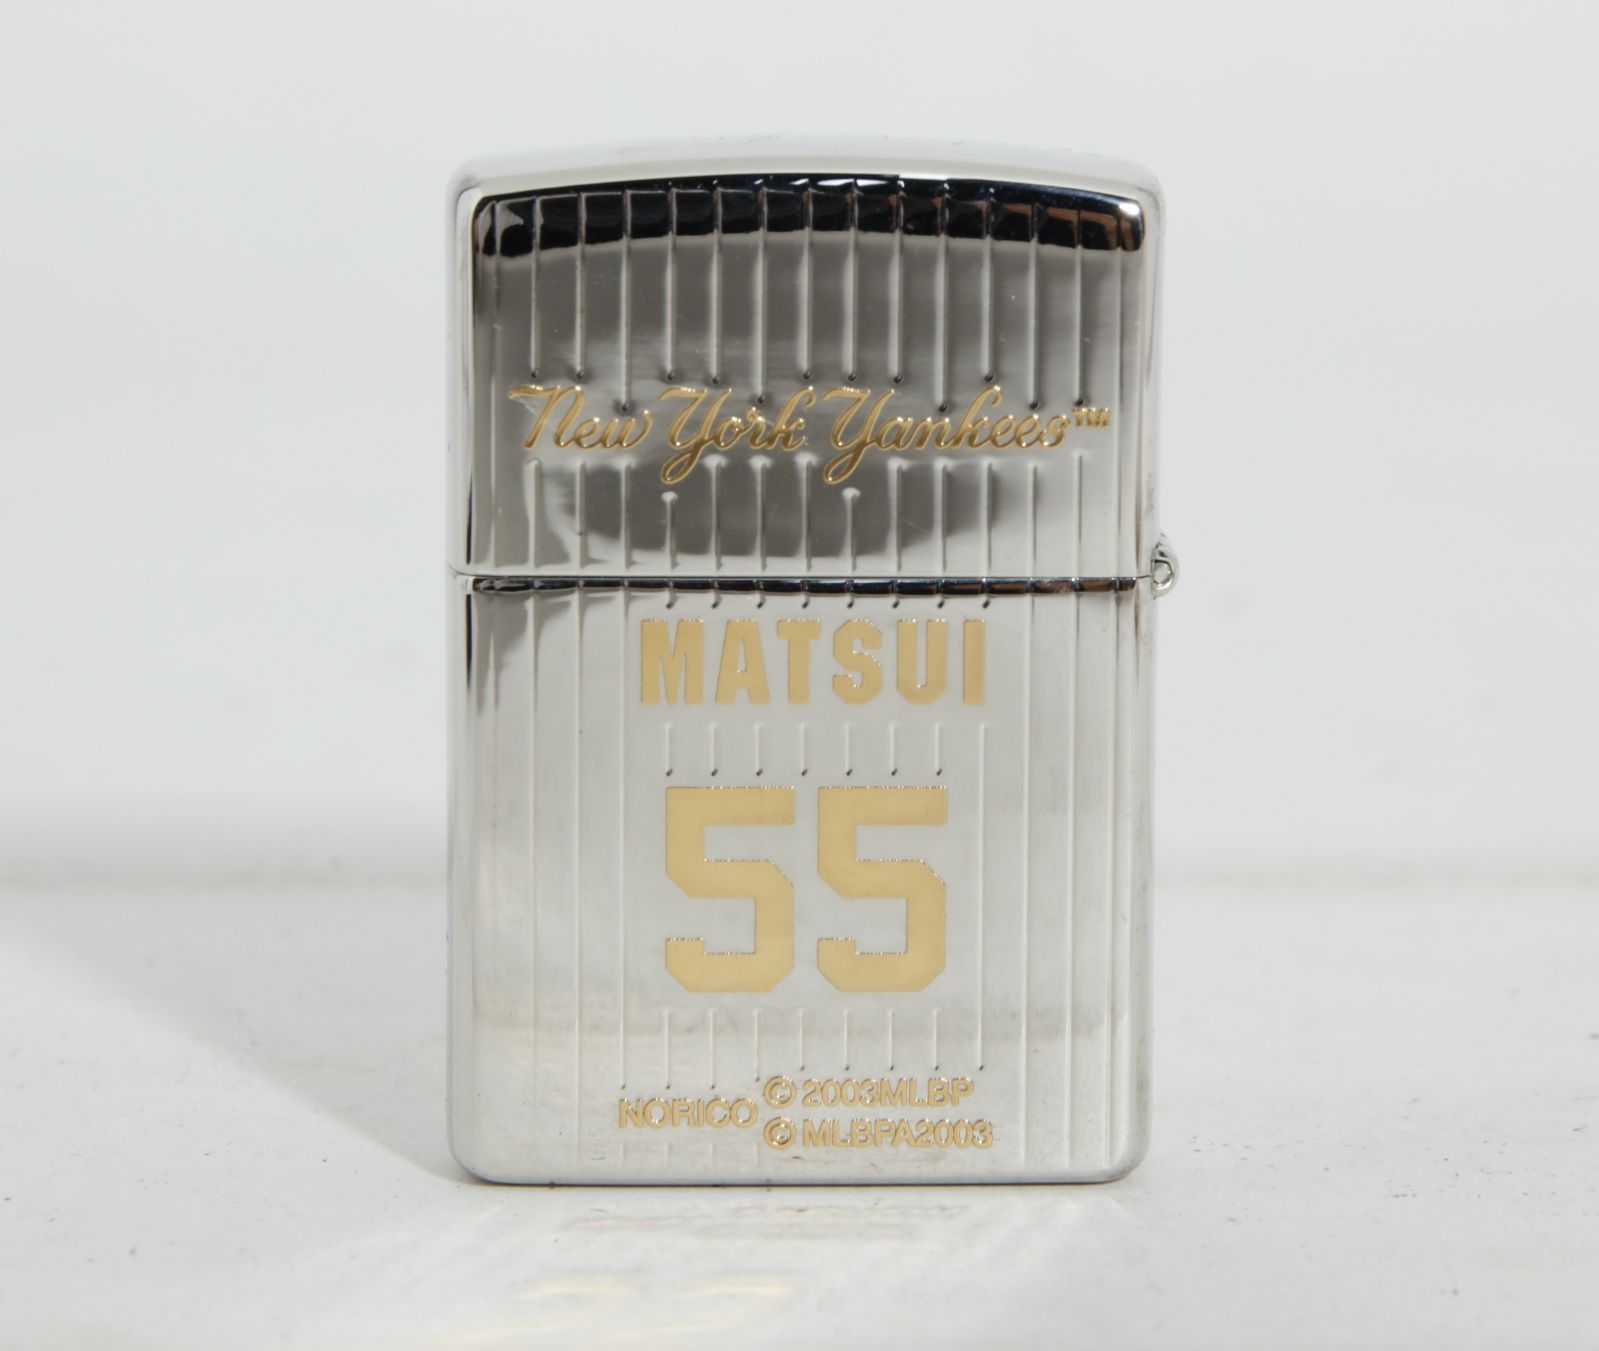 New York Yankees™
MATSUI
55
NORICO © 2003MLBP
© MLBPA2003